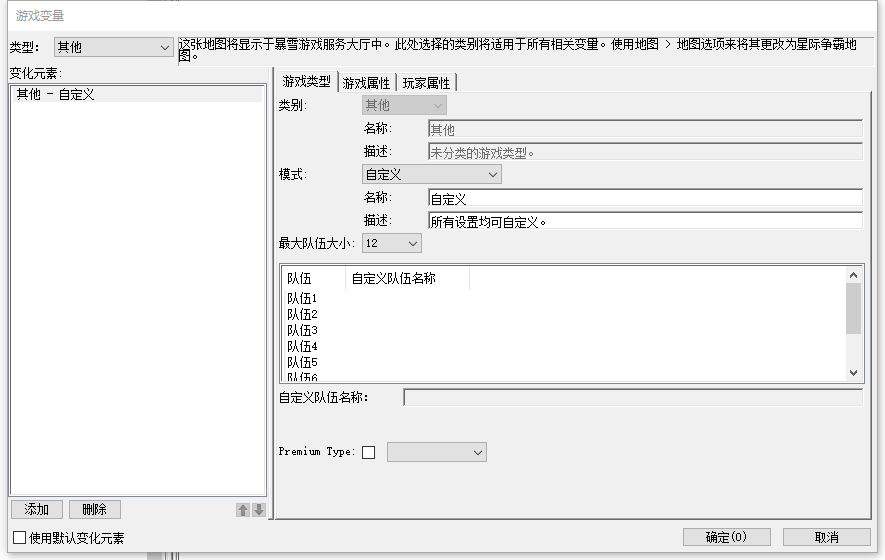 游戏变量
类型： 其他
这张地图将显示于暴雪游戏服务大厅中。此处选择的类别将适用于所有相关变量。使用地图 > 地图选项来将其更改为星际争霸地
图。
变化元素:
其他 - 自定义
游戏类型 游戏属性 玩家属性
类别: 其他
名称: 其他
描述: 未分类的游戏类型。
模式: 自定义
名称: 自定义
描述: 所有设置均可自定义。
最大队伍大小: 12
队伍 自定义队伍名称
队伍1
队伍2
队伍3
队伍4
队伍5
队伍6
自定义队伍名称:
Premium Type:
添加 删除
使用默认变化元素
确定(O) 取消